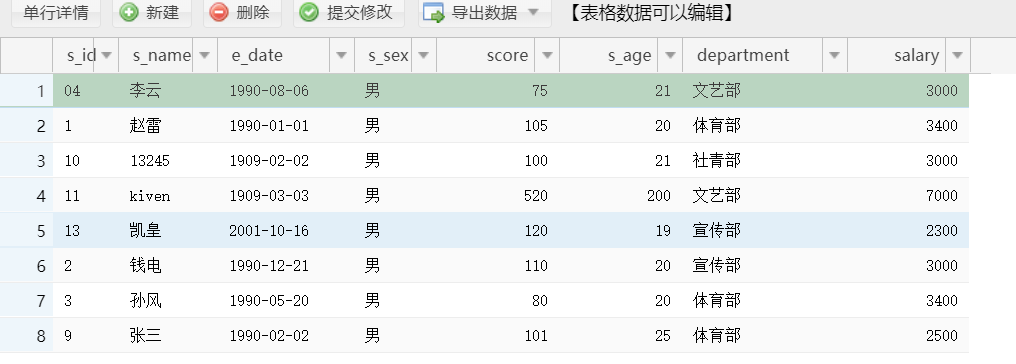 单行详情 新建 删除 提交修改 导出数据 【表格数据可以编辑】
s_id s_name e_date s_sex score s_age department salary
1 04 李云 1990-08-06 男 75 21 文艺部 3000
2 1 赵雷 1990-01-01 男 105 20 体育部 3400
3 10 13245 1909-02-02 男 100 21 社青部 3000
4 11 kiven 1909-03-03 男 520 200 文艺部 7000
5 13 凯皇 2001-10-16 男 120 19 宣传部 2300
6 2 钱电 1990-12-21 男 110 20 宣传部 3000
7 3 孙风 1990-05-20 男 80 20 体育部 3400
8 9 张三 1990-02-02 男 101 25 体育部 2500